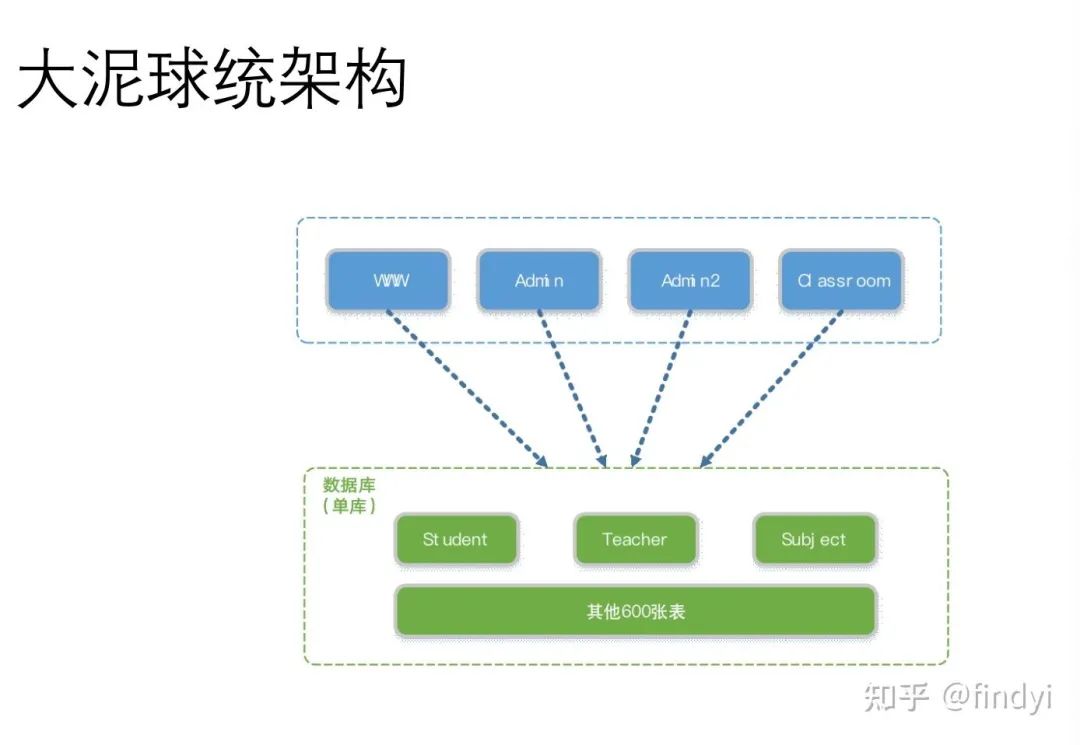 大泥球统架构
WWW
Admin
Admin2
Classroom
数据库
(单库)
Student
Teacher
Subject
其他600张表
知乎 @findyi